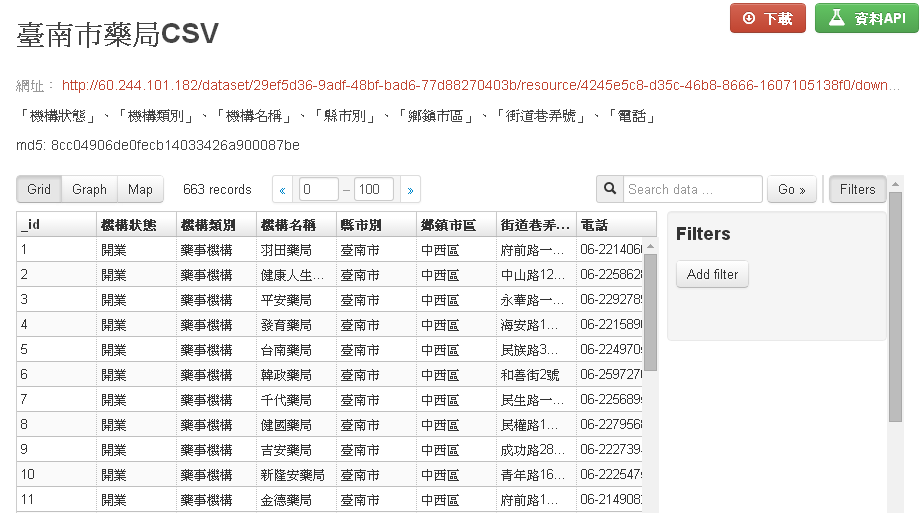 臺南市藥局CSV
下載
資料API
網址： http://60.244.101.182/dataset/29ef5d36-9adf-48bf-bad6-77d88270403b/resource/4245e5c8-d35c-46b8-8666-1607105138f0/down...
「機構狀態」、「機構類別」、「機構名稱」、「縣市別」、「鄉鎮市區」、「街道巷弄號」、「電話」
md5: 8cc04906de0fecb14033426a900087be
Grid Graph Map 663 records « 0 – 100 » Search data ... Go » Filters
_id 機構狀態 機構類別 機構名稱 縣市別 鄉鎮市區 街道巷弄… 電話
1 開業 藥事機構 羽田藥局 臺南市 中西區 府前路一… 06-221406
2 開業 藥事機構 健康人生… 臺南市 中西區 中山路12… 06-225862
3 開業 藥事機構 平安藥局 臺南市 中西區 永華路一… 06-229278
4 開業 藥事機構 發育藥局 臺南市 中西區 海安路1… 06-221589
5 開業 藥事機構 台南藥局 臺南市 中西區 民族路3… 06-224970
6 開業 藥事機構 韓政藥局 臺南市 中西區 和善街2號 06-259727
7 開業 藥事機構 千代藥局 臺南市 中西區 民生路一… 06-225689
8 開業 藥事機構 健國藥局 臺南市 中西區 民權路1… 06-227956
9 開業 藥事機構 吉安藥局 臺南市 中西區 成功路28… 06-222739
10 開業 藥事機構 新隆安藥局 臺南市 中西區 青年路16… 06-222547
11 開業 藥事機構 金德藥局 臺南市 中西區 府前路1… 06-214908
Filters
Add filter